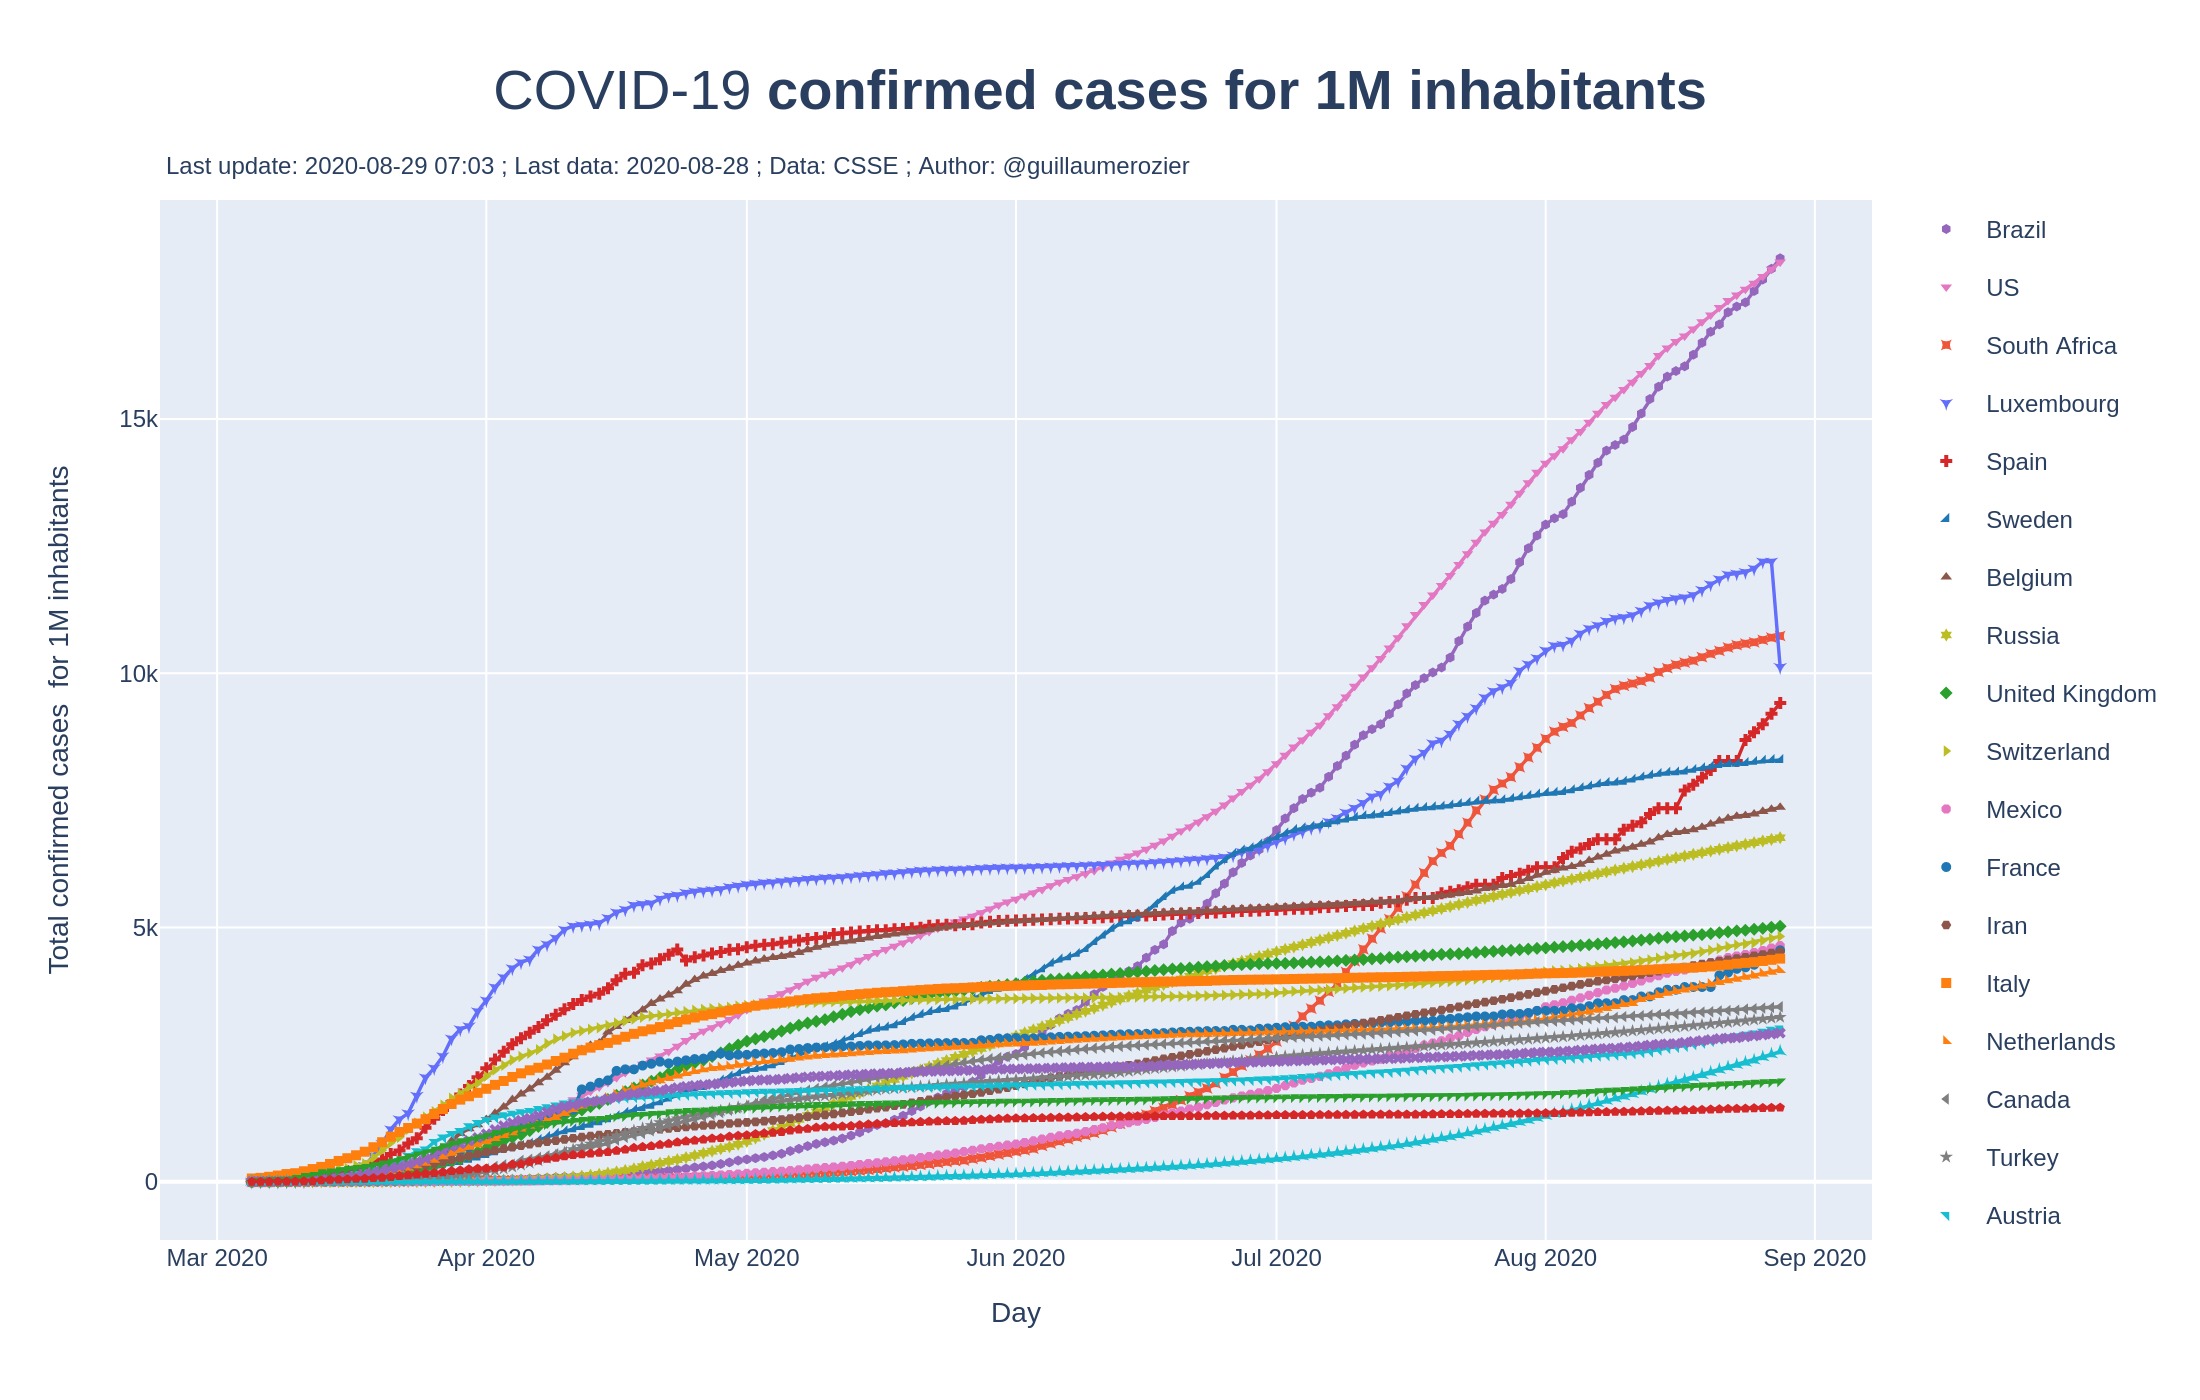 COVID-19 confirmed cases for 1M inhabitants
Last update: 2020-08-29 07:03 ; Last data: 2020-08-28 ; Data: CSSE ; Author: @guillaumerozier
Total confirmed cases for 1M inhabitants
15k
10k
5k
0
Mar 2020
Apr 2020
May 2020
Jun 2020
Jul 2020
Aug 2020
Sep 2020
Day
Brazil
US
South Africa
Luxembourg
Spain
Sweden
Belgium
Russia
United Kingdom
Switzerland
Mexico
France
Iran
Italy
Netherlands
Canada
Turkey
Austria